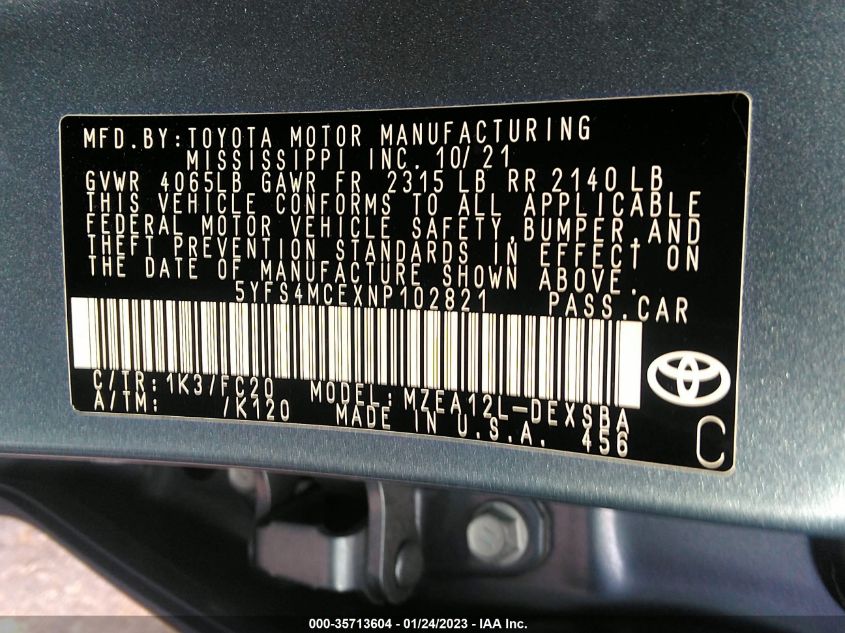 MFD.BY:TOYOTA MOTOR MANUFACTURING
MISSISSIPPI INC. 10/21
GVWR 4065LB GAWR FR 2315 LB RR 2140 LB
THIS VEHICLE CONFORMS TO ALL APPLICABLE
FEDERAL MOTOR VEHICLE SAFETY,BUMPER,AND
THEFT PREVENTION STANDARDS IN EFFECT ON
THE DATE OF MANUFACTURE SHOWN ABOVE.
5YFS4MCEXNP102821 PASS.CAR
C/TR: 1K3/FC20 MODEL: MZEA12L-DEXSBA
A/TM: /K120 MADE IN U.S.A. 456
C
000-35713604 - 01/24/2023 - IAA Inc.